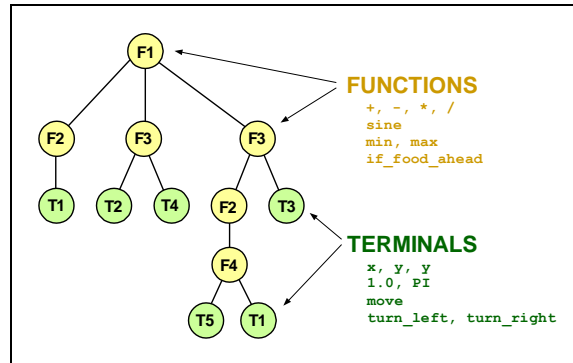 F1
FUNCTIONS
+, -, *, /
sine
min, max
if_food_ahead
F2
F3
F3
T1
T2
T4
F2
T3
TERMINALS
x, y, y
1.0, PI
move
turn_left, turn_right
F4
T5
T1